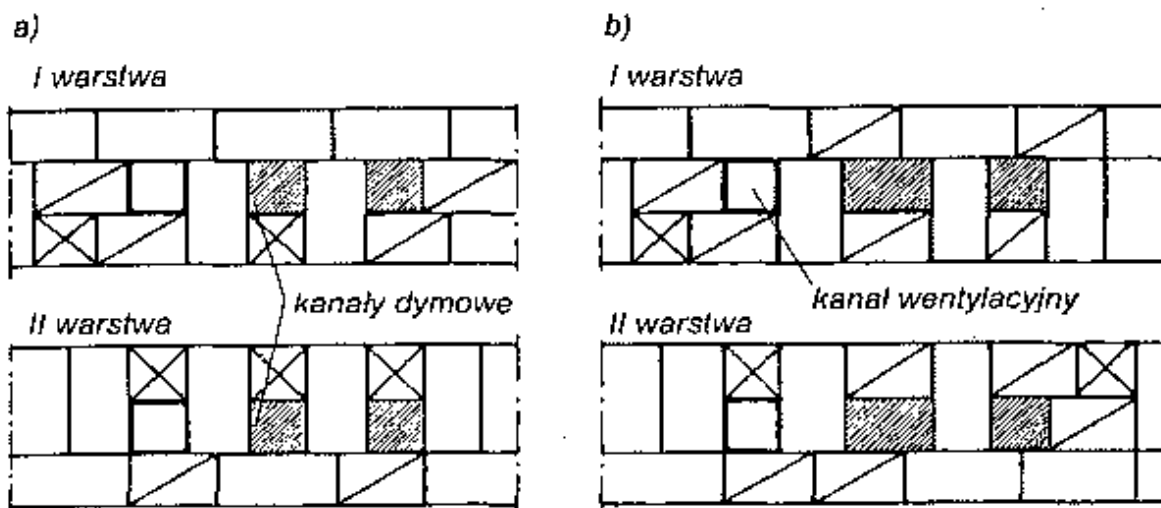 a)
I warstwa
kanały dymowe
II warstwa
b)
I warstwa
kanał wentylacyjny
II warstwa